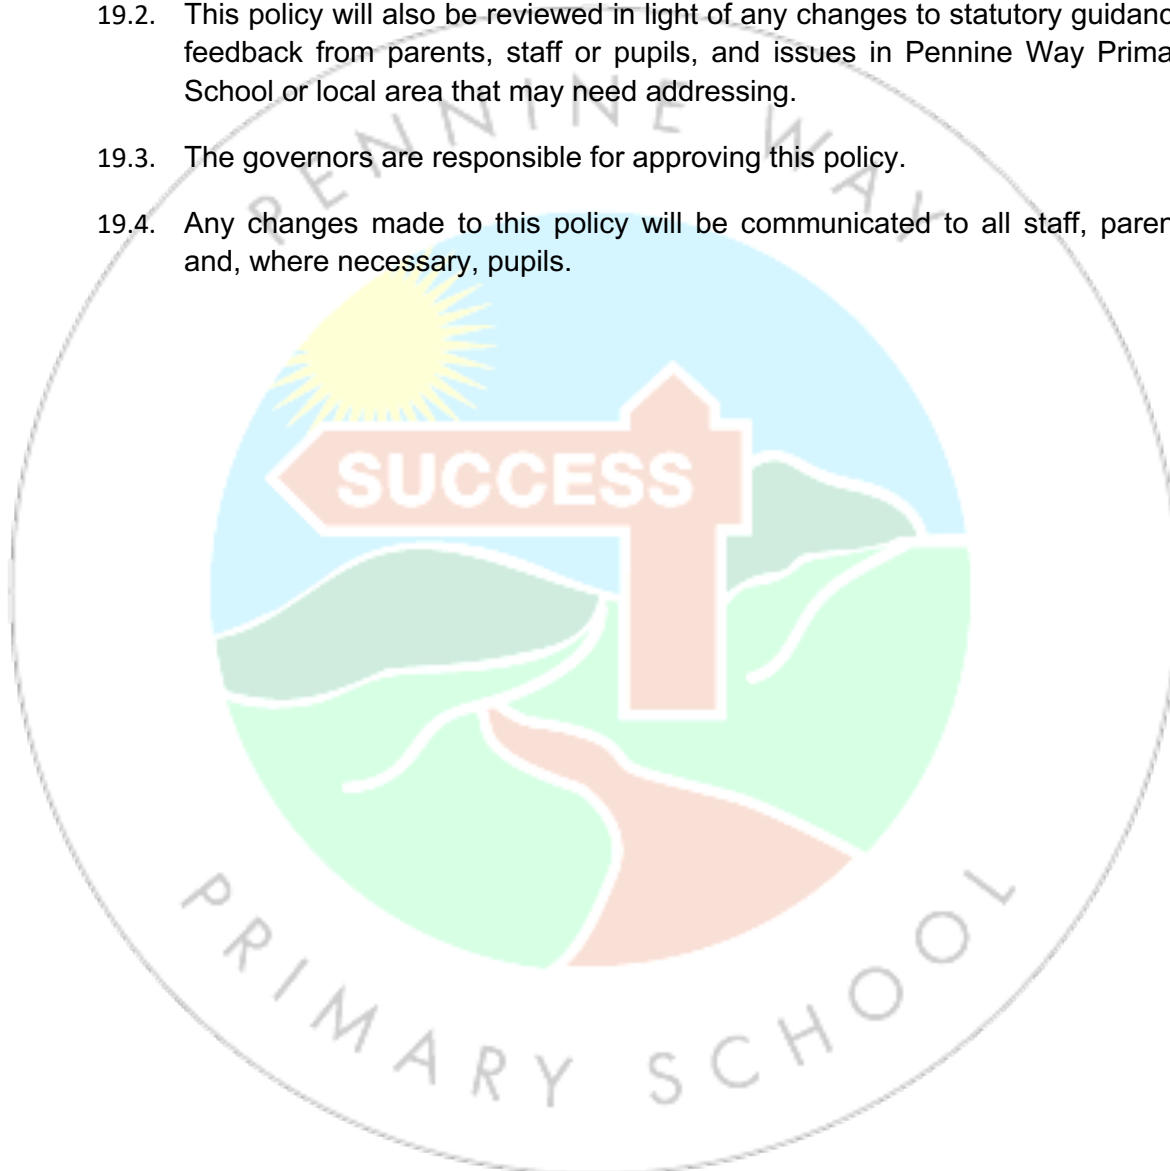 19.2. This policy will also be reviewed in light of any changes to statutory guidanc
feedback from parents, staff or pupils, and issues in Pennine Way Prima
School or local area that may need addressing.
19.3. The governors are responsible for approving this policy.
19.4. Any changes made to this policy will be communicated to all staff, paren
and, where necessary, pupils.
PENNINE WAY
SUCCESS
PRIMARY SCHOOL